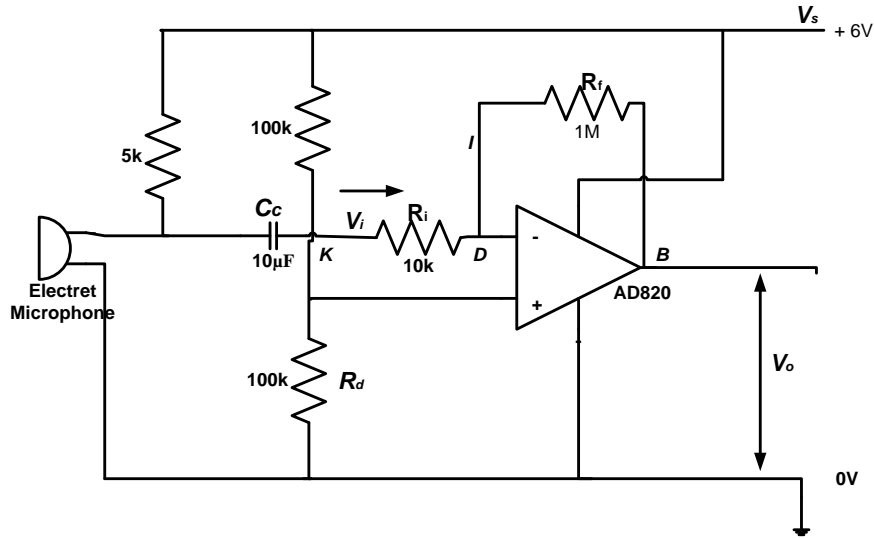 Vs
+ 6V
Rf
1M
100k
5k
I
Cc
Vi
Ri
10µF
K
10k
D
-
B
Electret
Microphone
+
AD820
100k
Rd
Vo
0V